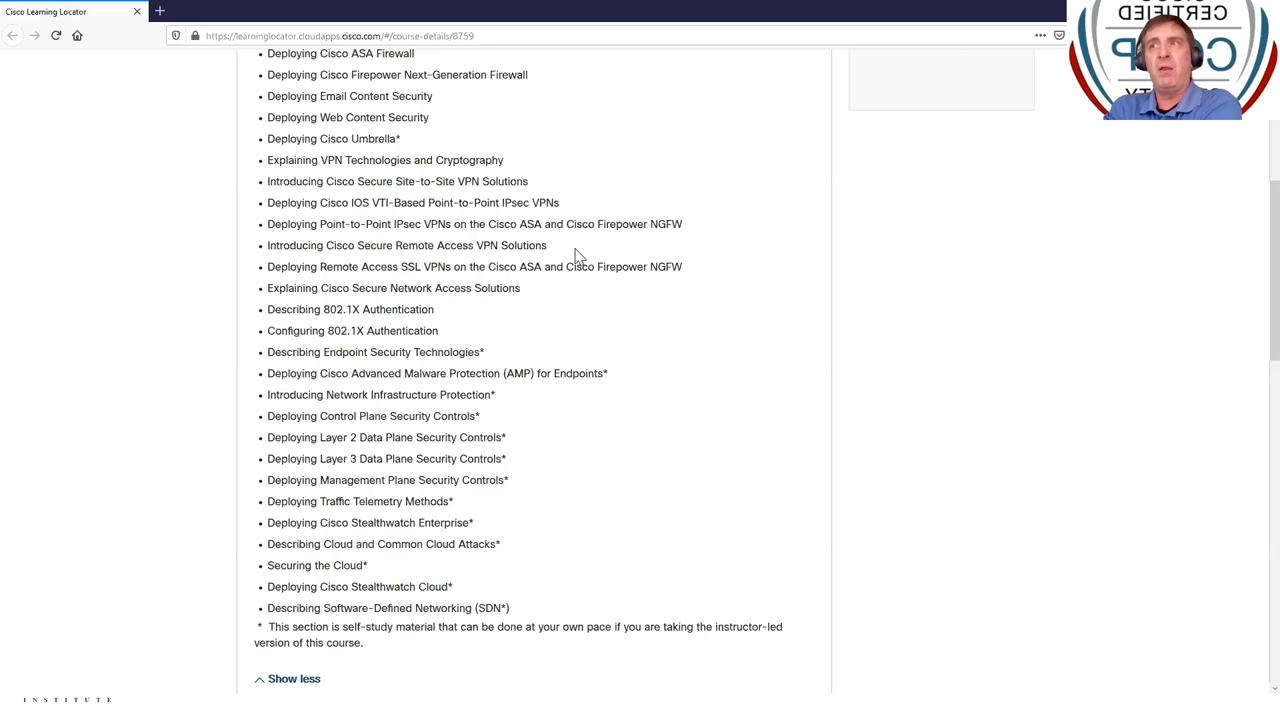 Cisco Learning Locator
https://learninglocator.cloudapps.cisco.com/#/course-details/8759
CERTIFIED
• Deploying Cisco ASA Firewall
• Deploying Cisco Firepower Next-Generation Firewall
• Deploying Email Content Security
• Deploying Web Content Security
• Deploying Cisco Umbrella*
• Explaining VPN Technologies and Cryptography
• Introducing Cisco Secure Site-to-Site VPN Solutions
• Deploying Cisco IOS VTI-Based Point-to-Point IPsec VPNs
• Deploying Point-to-Point IPsec VPNs on the Cisco ASA and Cisco Firepower NGFW
• Introducing Cisco Secure Remote Access VPN Solutions
• Deploying Remote Access SSL VPNs on the Cisco ASA and Cisco Firepower NGFW
• Explaining Cisco Secure Network Access Solutions
• Describing 802.1X Authentication
• Configuring 802.1X Authentication
• Describing Endpoint Security Technologies*
• Deploying Cisco Advanced Malware Protection (AMP) for Endpoints*
• Introducing Network Infrastructure Protection*
• Deploying Control Plane Security Controls*
• Deploying Layer 2 Data Plane Security Controls*
• Deploying Layer 3 Data Plane Security Controls*
• Deploying Management Plane Security Controls*
• Deploying Traffic Telemetry Methods*
• Deploying Cisco Stealthwatch Enterprise*
• Describing Cloud and Common Cloud Attacks*
• Securing the Cloud*
• Deploying Cisco Stealthwatch Cloud*
• Describing Software-Defined Networking (SDN*)
* This section is self-study material that can be done at your own pace if you are taking the instructor-led
version of this course.
Show less
INSTITUTE